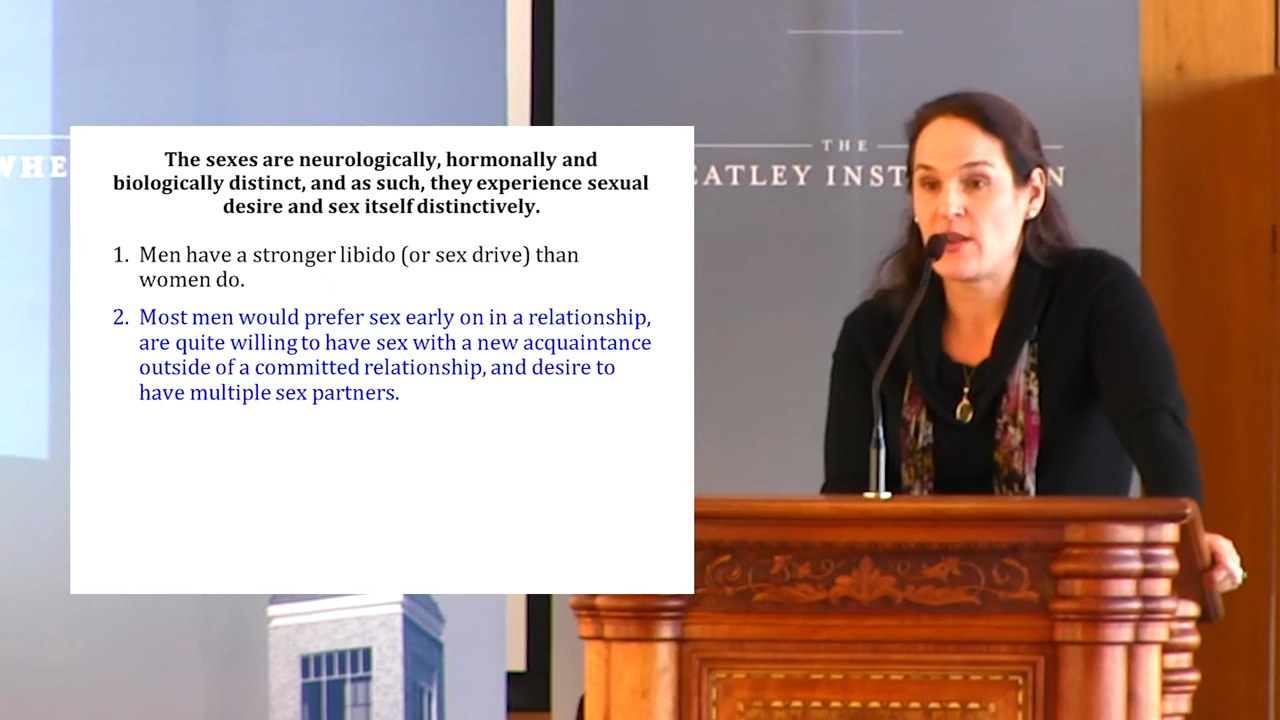 The sexes are neurologically, hormonally and
biologically distinct, and as such, they experience sexual
desire and sex itself distinctively.
1. Men have a stronger libido (or sex drive) than
women do.
2. Most men would prefer sex early on in a relationship,
are quite willing to have sex with a new acquaintance
outside of a committed relationship, and desire to
have multiple sex partners.
WHE
THE
EATLEY INST N